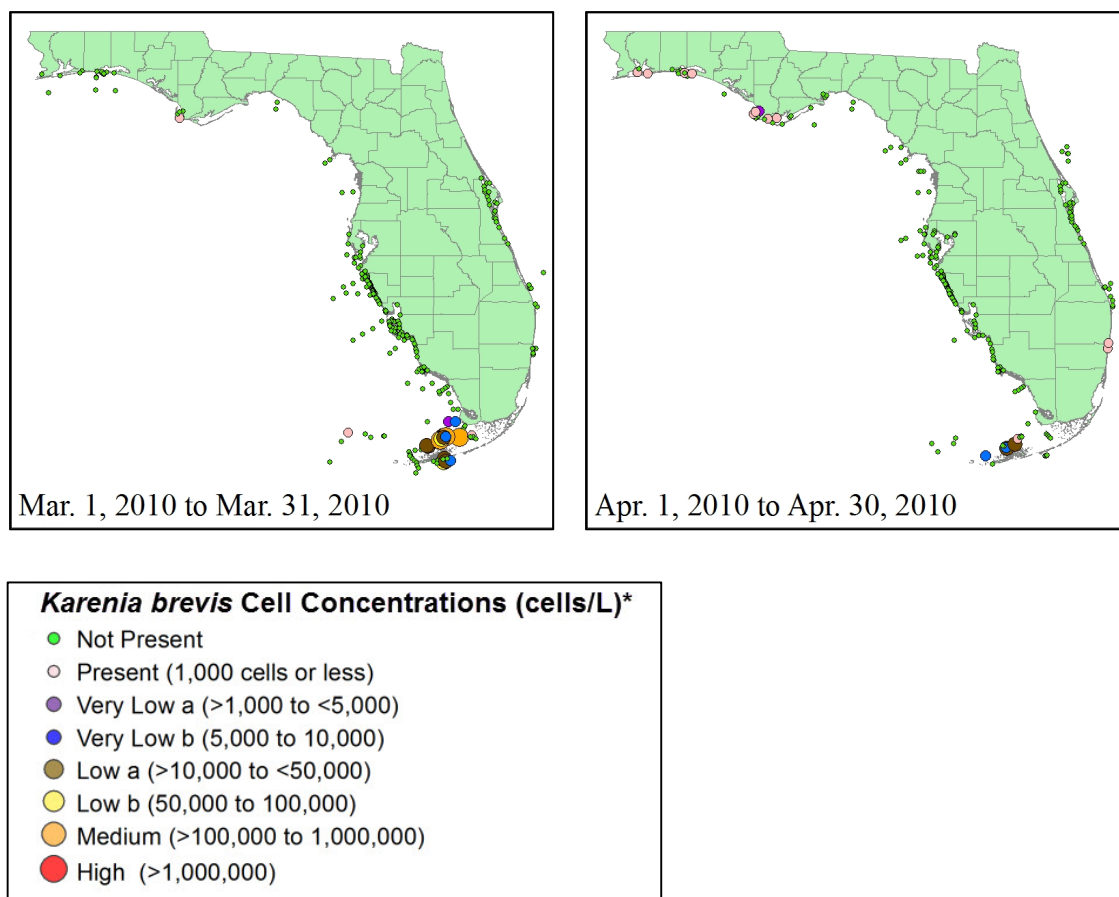 Mar. 1, 2010 to Mar. 31, 2010
Apr. 1, 2010 to Apr. 30, 2010
Karenia brevis Cell Concentrations (cells/L)*
Not Present
Present (1,000 cells or less)
Very Low a (>1,000 to <5,000)
Very Low b (5,000 to 10,000)
Low a (>10,000 to <50,000)
Low b (50,000 to 100,000)
Medium (>100,000 to 1,000,000)
High (>1,000,000)